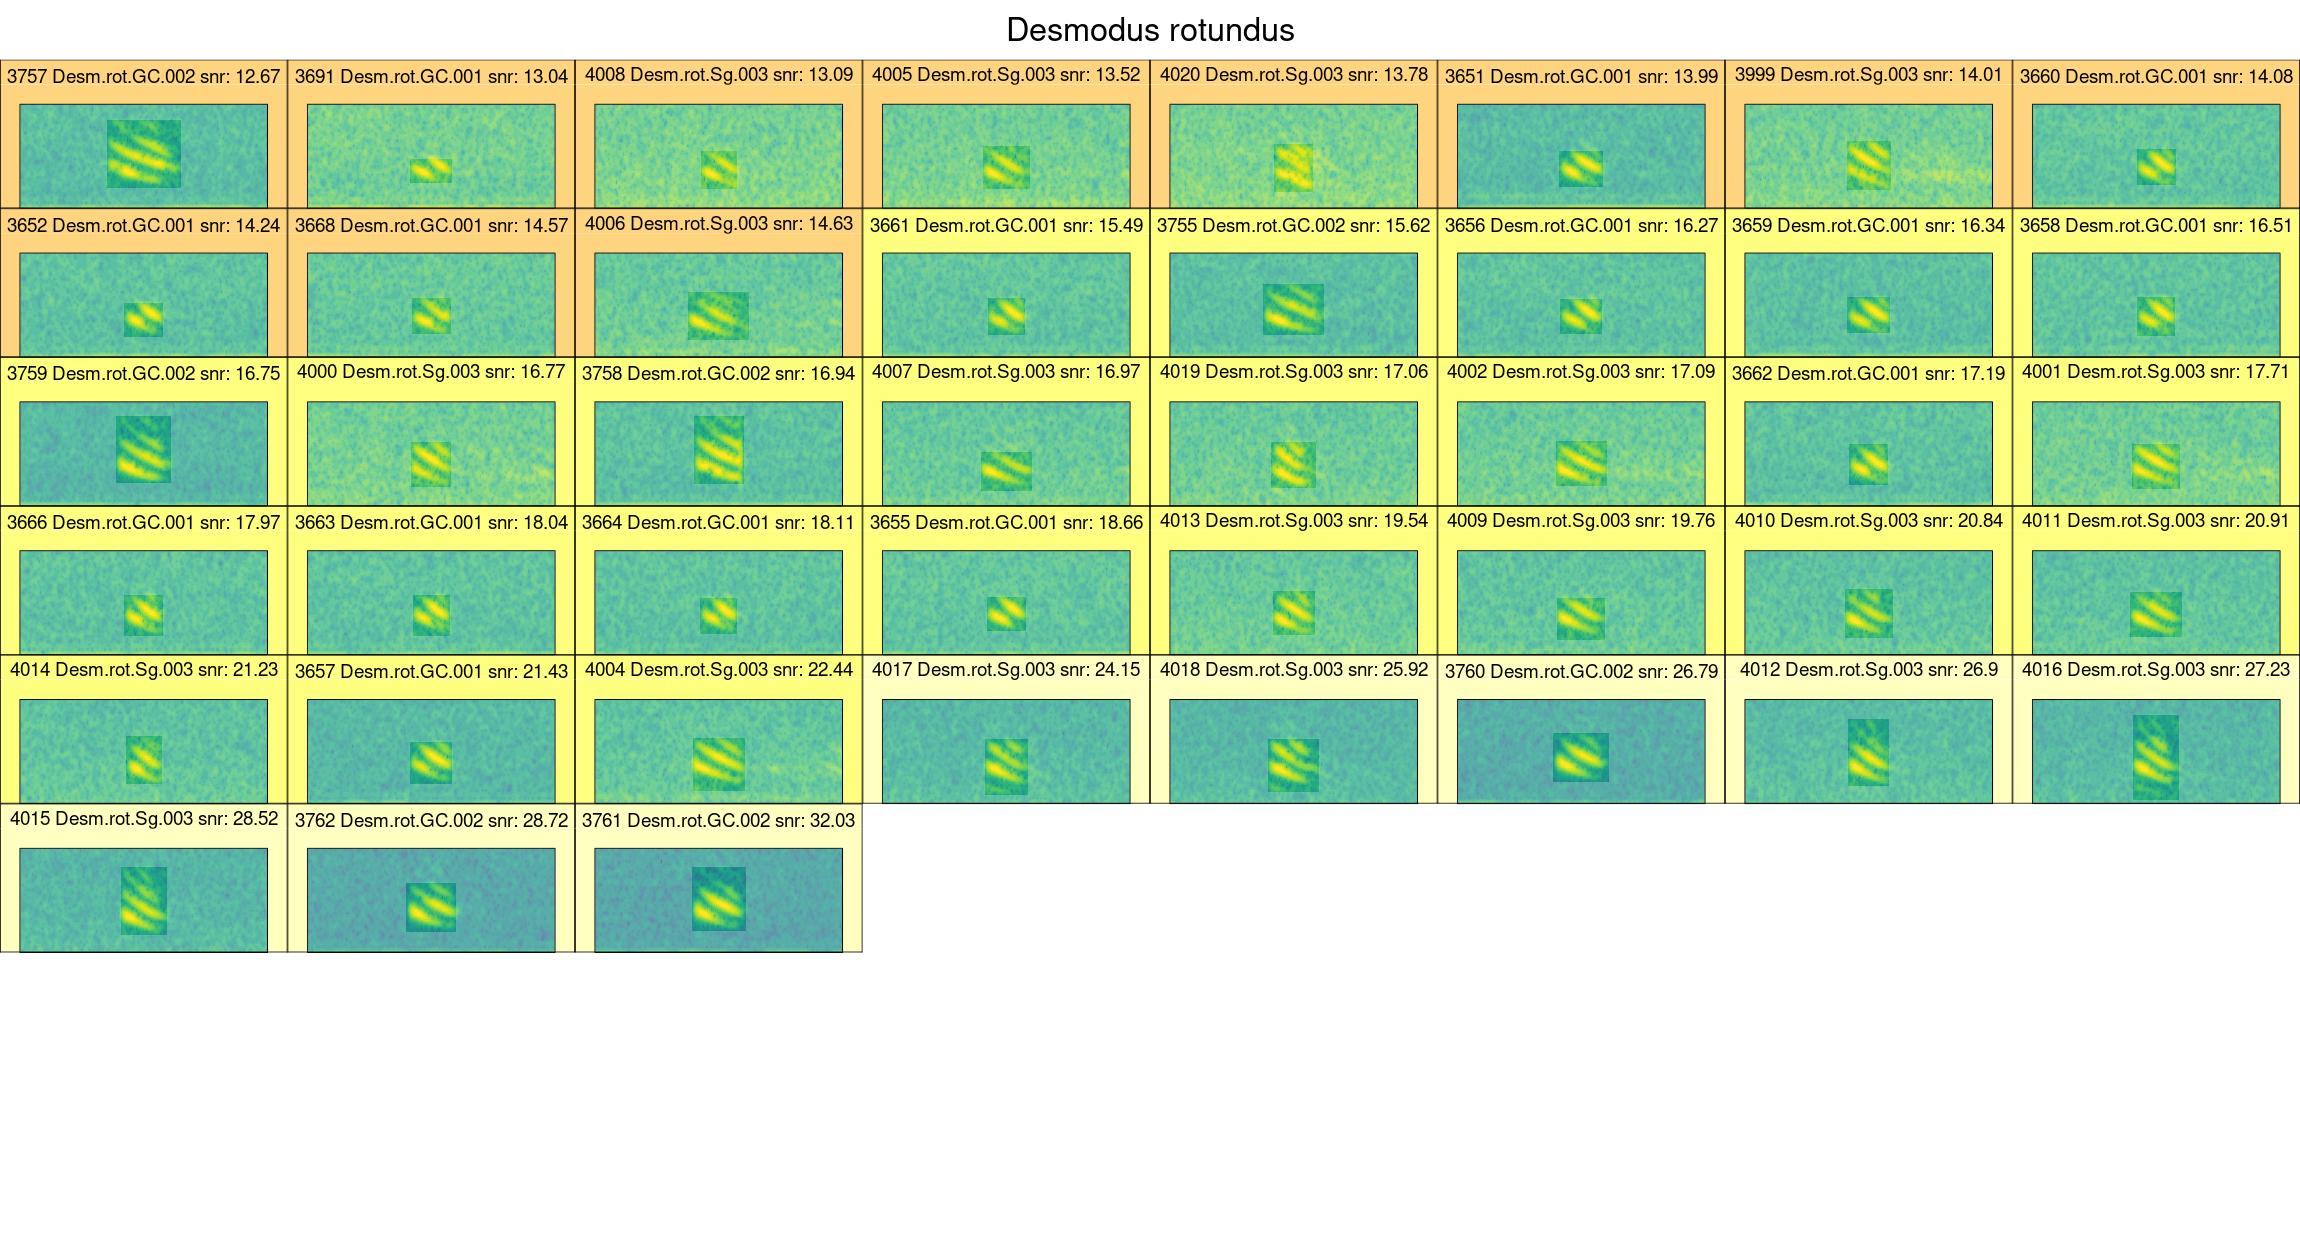 Desmodus rotundus
3757 Desm.rot.GC.002 snr: 12.67
3691 Desm.rot.GC.001 snr: 13.04
4008 Desm.rot.Sg.003 snr: 13.09
4005 Desm.rot.Sg.003 snr: 13.52
4020 Desm.rot.Sg.003 snr: 13.78
3651 Desm.rot.GC.001 snr: 13.99
3999 Desm.rot.Sg.003 snr: 14.01
3660 Desm.rot.GC.001 snr: 14.08
3652 Desm.rot.GC.001 snr: 14.24
3668 Desm.rot.GC.001 snr: 14.57
4006 Desm.rot.Sg.003 snr: 14.63
3661 Desm.rot.GC.001 snr: 15.49
3755 Desm.rot.GC.002 snr: 15.62
3656 Desm.rot.GC.001 snr: 16.27
3659 Desm.rot.GC.001 snr: 16.34
3658 Desm.rot.GC.001 snr: 16.51
3759 Desm.rot.GC.002 snr: 16.75
4000 Desm.rot.Sg.003 snr: 16.77
3758 Desm.rot.GC.002 snr: 16.94
4007 Desm.rot.Sg.003 snr: 16.97
4019 Desm.rot.Sg.003 snr: 17.06
4002 Desm.rot.Sg.003 snr: 17.09
3662 Desm.rot.GC.001 snr: 17.19
4001 Desm.rot.Sg.003 snr: 17.71
3666 Desm.rot.GC.001 snr: 17.97
3663 Desm.rot.GC.001 snr: 18.04
3664 Desm.rot.GC.001 snr: 18.11
3655 Desm.rot.GC.001 snr: 18.66
4013 Desm.rot.Sg.003 snr: 19.54
4009 Desm.rot.Sg.003 snr: 19.76
4010 Desm.rot.Sg.003 snr: 20.84
4011 Desm.rot.Sg.003 snr: 20.91
4014 Desm.rot.Sg.003 snr: 21.23
3657 Desm.rot.GC.001 snr: 21.43
4004 Desm.rot.Sg.003 snr: 22.44
4017 Desm.rot.Sg.003 snr: 24.15
4018 Desm.rot.Sg.003 snr: 25.92
3760 Desm.rot.GC.002 snr: 26.79
4012 Desm.rot.Sg.003 snr: 26.9
4016 Desm.rot.Sg.003 snr: 27.23
4015 Desm.rot.Sg.003 snr: 28.52
3762 Desm.rot.GC.002 snr: 28.72
3761 Desm.rot.GC.002 snr: 32.03